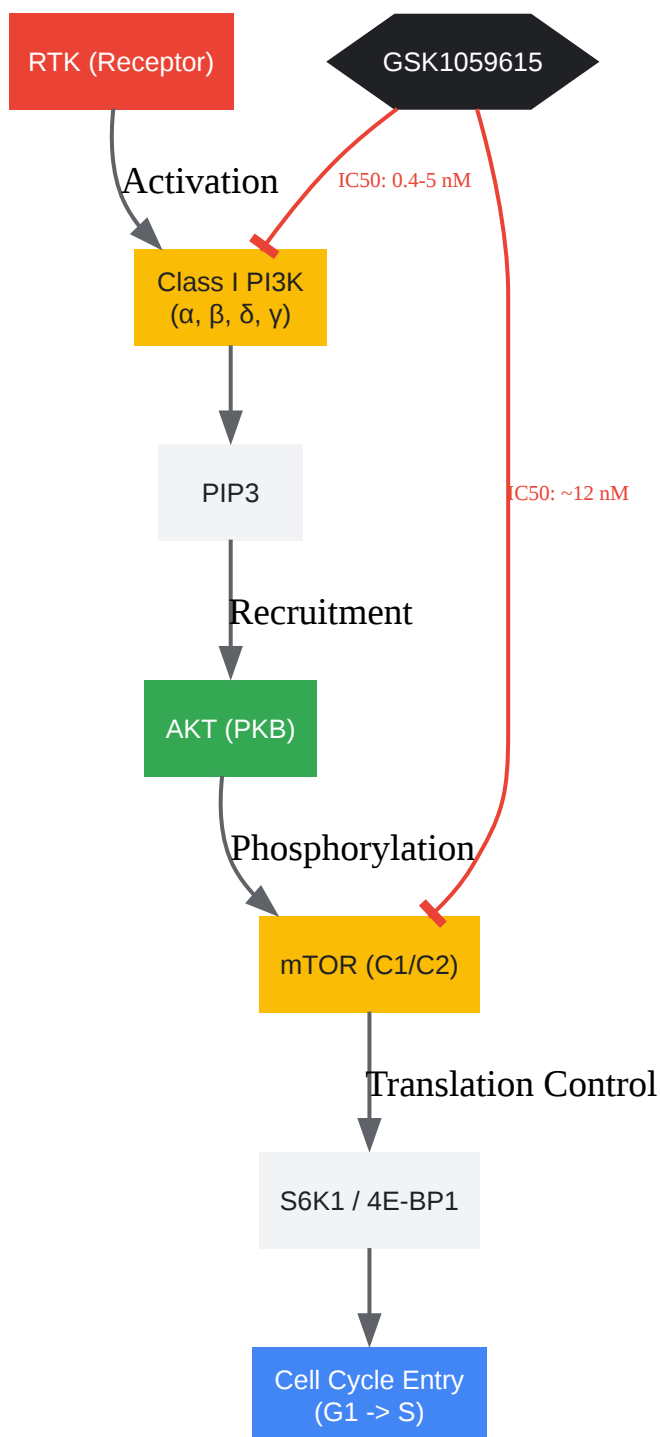 RTK (Receptor)
GSK1059615
Activation
IC50: 0.4-5 nM
Class I PI3K
(α, β, δ, γ)
PIP3
IC50: ~12 nM
Recruitment
AKT (PKB)
Phosphorylation
mTOR (C1/C2)
Translation Control
S6K1 / 4E-BP1
Cell Cycle Entry
(G1 -> S)